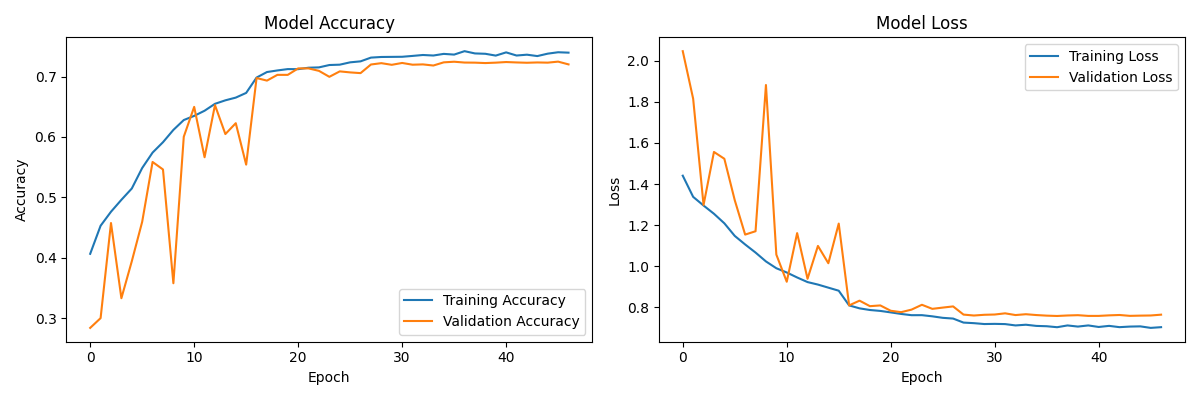 Model Accuracy
Accuracy
0.7
0.6
0.5
0.4
0.3
0
10
20
30
40
Epoch
Training Accuracy
Validation Accuracy
Model Loss
Loss
2.0
1.8
1.6
1.4
1.2
1.0
0.8
0
10
20
30
40
Epoch
Training Loss
Validation Loss